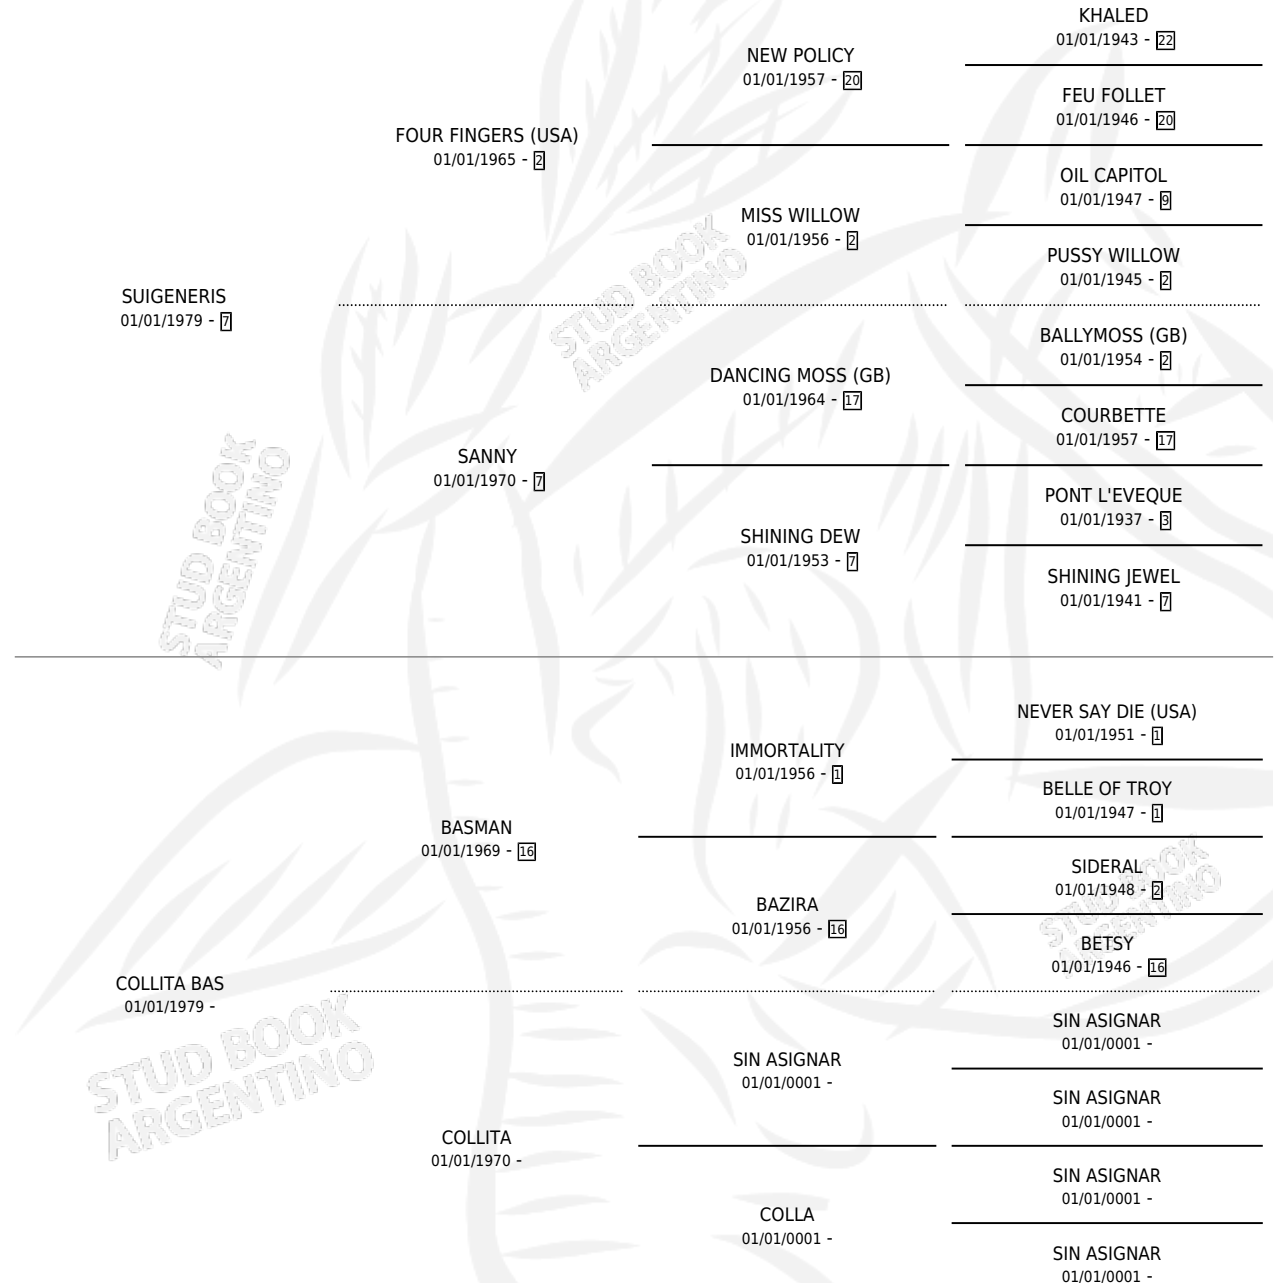 KHALED
01/01/1943 - 22
NEW POLICY
01/01/1957 - 20
FEU FOLLET
01/01/1946 - 20
FOUR FINGERS (USA)
01/01/1965 - 2
OIL CAPITOL
01/01/1947 - 9
MISS WILLOW
01/01/1956 - 2
PUSSY WILLOW
01/01/1945 - 2
SUIGENERIS
01/01/1979 - 7
STUD BOOK
ARGENTINO
BALLYMOSS (GB)
01/01/1954 - 2
DANCING MOSS (GB)
01/01/1964 - 17
COURBETTE
01/01/1957 - 17
SANNY
01/01/1970 - 7
PONT L'EVEQUE
01/01/1937 - 3
SHINING DEW
01/01/1953 - 7
SHINING JEWEL
01/01/1941 - 7
STUD BOOK
ARGENTINO
NEVER SAY DIE (USA)
01/01/1951 - 1
IMMORTALITY
01/01/1956 - 1
BELLE OF TROY
01/01/1947 - 1
BASMAN
01/01/1969 - 16
SIDERAL
01/01/1948 - 2
BAZIRA
01/01/1956 - 16
STUD BOOK
ARGENTINO
BETSY
01/01/1946 - 16
COLLITA BAS
01/01/1979 -
SIN ASIGNAR
01/01/0001 -
SIN ASIGNAR
01/01/0001 -
STUD BOOK
ARGENTINO
SIN ASIGNAR
01/01/0001 -
COLLITA
01/01/1970 -
SIN ASIGNAR
01/01/0001 -
COLLA
01/01/0001 -
SIN ASIGNAR
01/01/0001 -